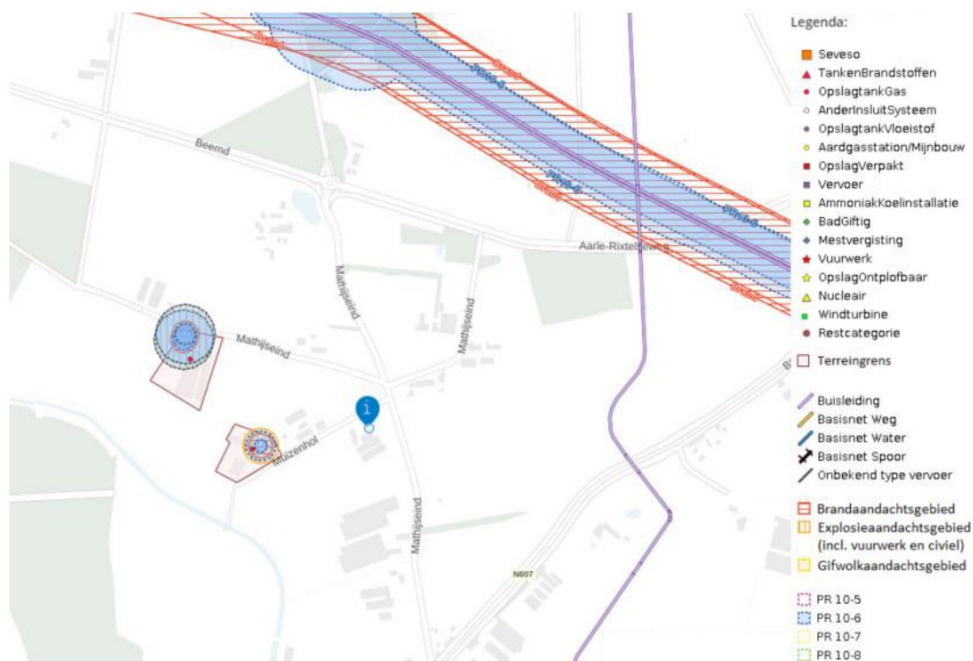 Legenda:
Seveso
TankenBrandstoffen
OpslagtankGas
AnderInsluitSysteem
OpslagtankVloeistof
Aardgasstation/Mijnbouw
OpslagVerpakt
Vervoer
AmmoniakKoelinstallatie
BadGiftig
Mestvergisting
Vuurwerk
OpslagOntplofbaar
Nucleair
Windturbine
Restcategorie
Terreingrens
Buisleiding
Basisnet Weg
Basisnet Water
Basisnet Spoor
Onbekend type vervoer
Brandaandachtsgebied
Explosieaandachtsgebied
(incl. vuurwerk en civiel)
Gifwolkaandachtsgebied
PR 10-5
PR 10-6
PR 10-7
PR 10-8
Beemd
Aarle-Rixtelseweg
Mathijseind
Mathijseind
Mathijseind
Muizenhol
Mathijseind
N607
i